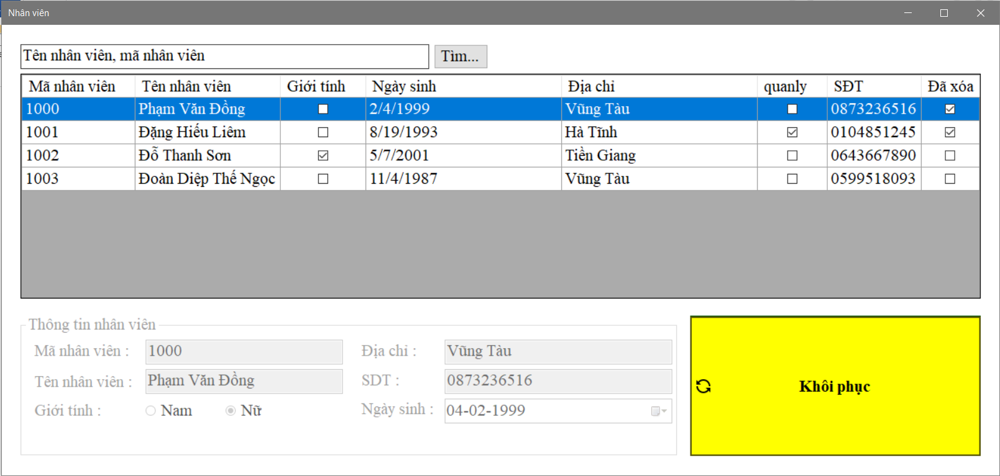 Nhân viên
Tên nhân viên, mã nhân viên Tìm...
Mã nhân viên Tên nhân viên Giới tính Ngày sinh Địa chỉ quanly SĐT Đã xóa
1000 Phạm Văn Đồng 2/4/1999 Vũng Tàu 0873236516
1001 Đặng Hiếu Liêm 8/19/1993 Hà Tĩnh 0104851245
1002 Đỗ Thanh Sơn 5/7/2001 Tiền Giang 0643667890
1003 Đoàn Diệp Thế Ngọc 11/4/1987 Vũng Tàu 0599518093
Thông tin nhân viên
Mã nhân viên : 1000 Địa chỉ : Vũng Tàu
Tên nhân viên : Phạm Văn Đồng SDT : 0873236516
Giới tính : Nam Nữ Ngày sinh : 04-02-1999
Khôi phục